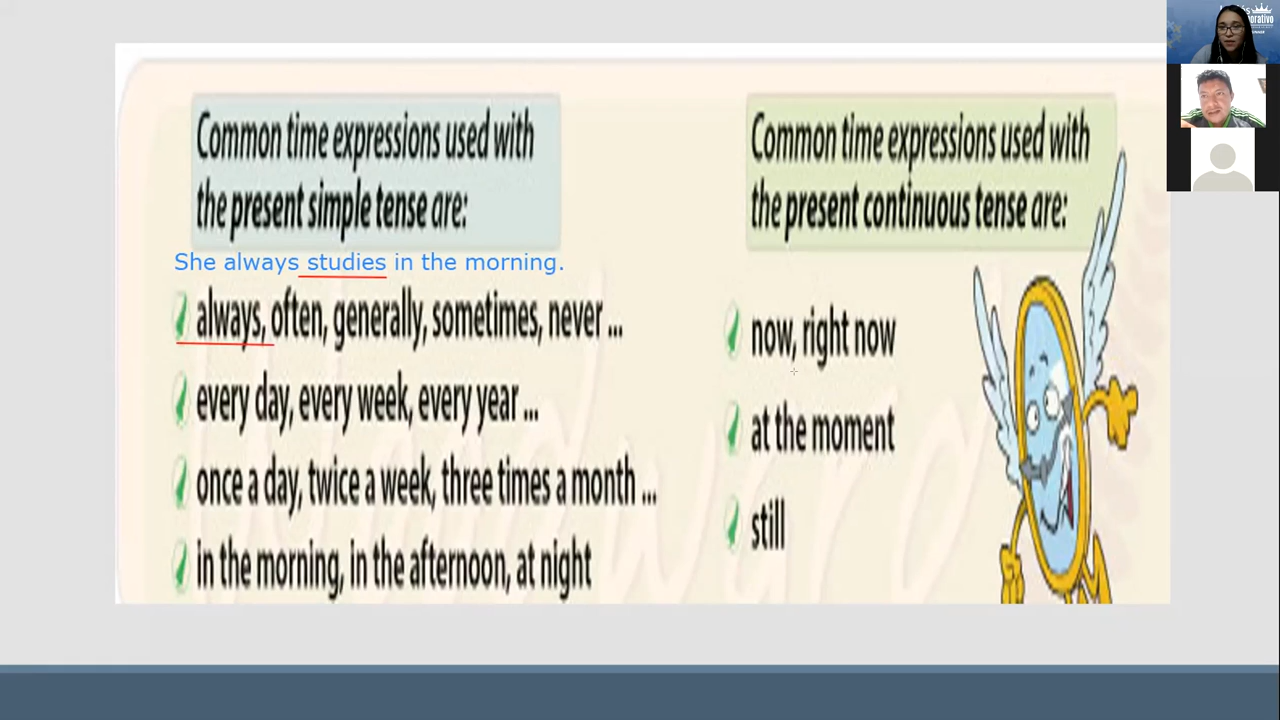 Common time expressions used with
the present simple tense are:
She always studies in the morning.
always, often, generally, sometimes, never ...
every day, every week, every year ...
once a day, twice a week, three times a month ...
in the morning, in the afternoon, at night
Common time expressions used with
the present continuous tense are:
now, right now
at the moment
still